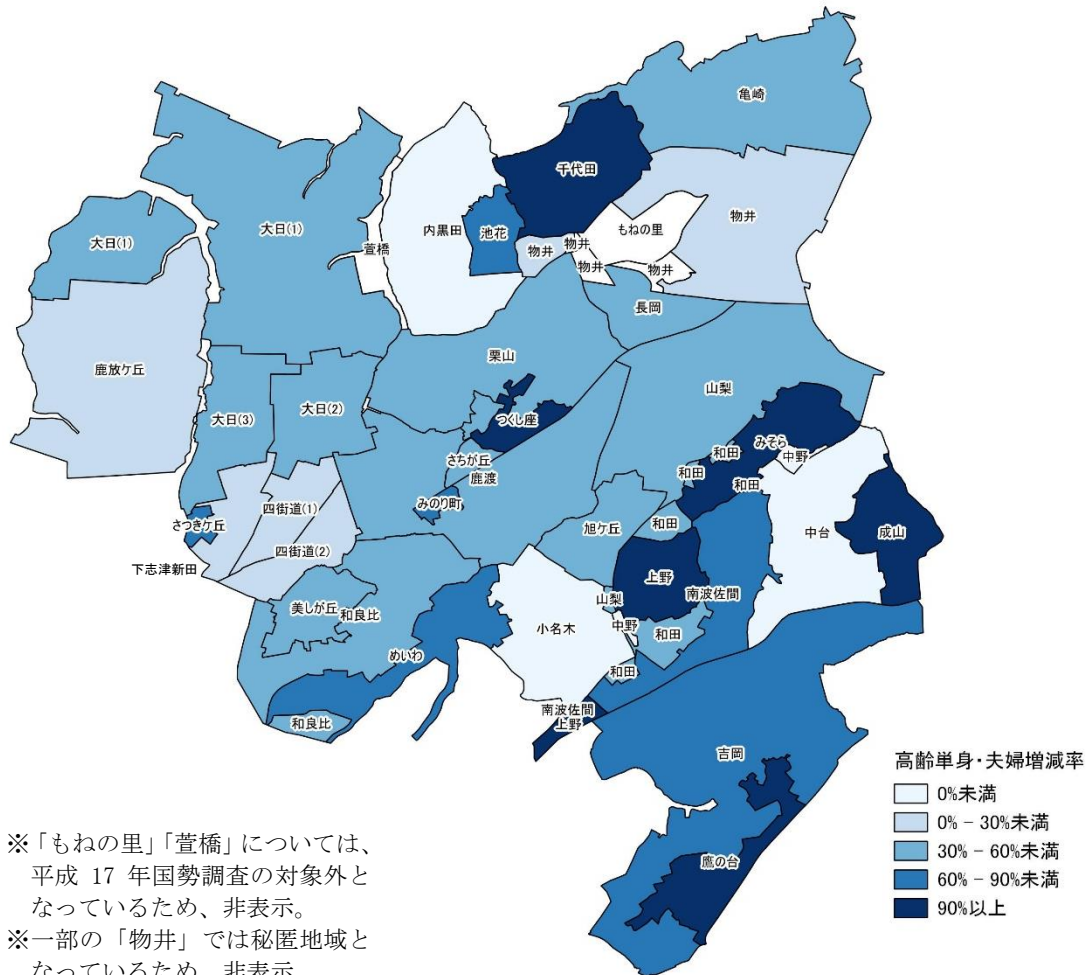 亀崎
千代田
物井
もねの里
大日(1)
大日(1)
萱橋
内黒田
池花
物井
物井
物井
物井
長岡
鹿放ケ丘
栗山
山梨
大日(3)
大日(2)
つくし座
みそら
さちが丘
鹿渡
和田
中野
和田
和田
みのり町
四街道(1)
さつきケ丘
旭ケ丘
和田
中台
成山
四街道(2)
下志津新田
上野
南波佐間
美しが丘
和良比
山梨
小名木
中野
和田
めいわ
和田
南波佐間
上野
和良比
吉岡
鷹の台
高齢単身・夫婦増減率
0%未満
0% - 30%未満
30% - 60%未満
60% - 90%未満
90%以上
※「もねの里」「萱橋」については、
平成 17 年国勢調査の対象外と
なっているため、非表示。
※一部の「物井」では秘匿地域と
なっているため、非表示